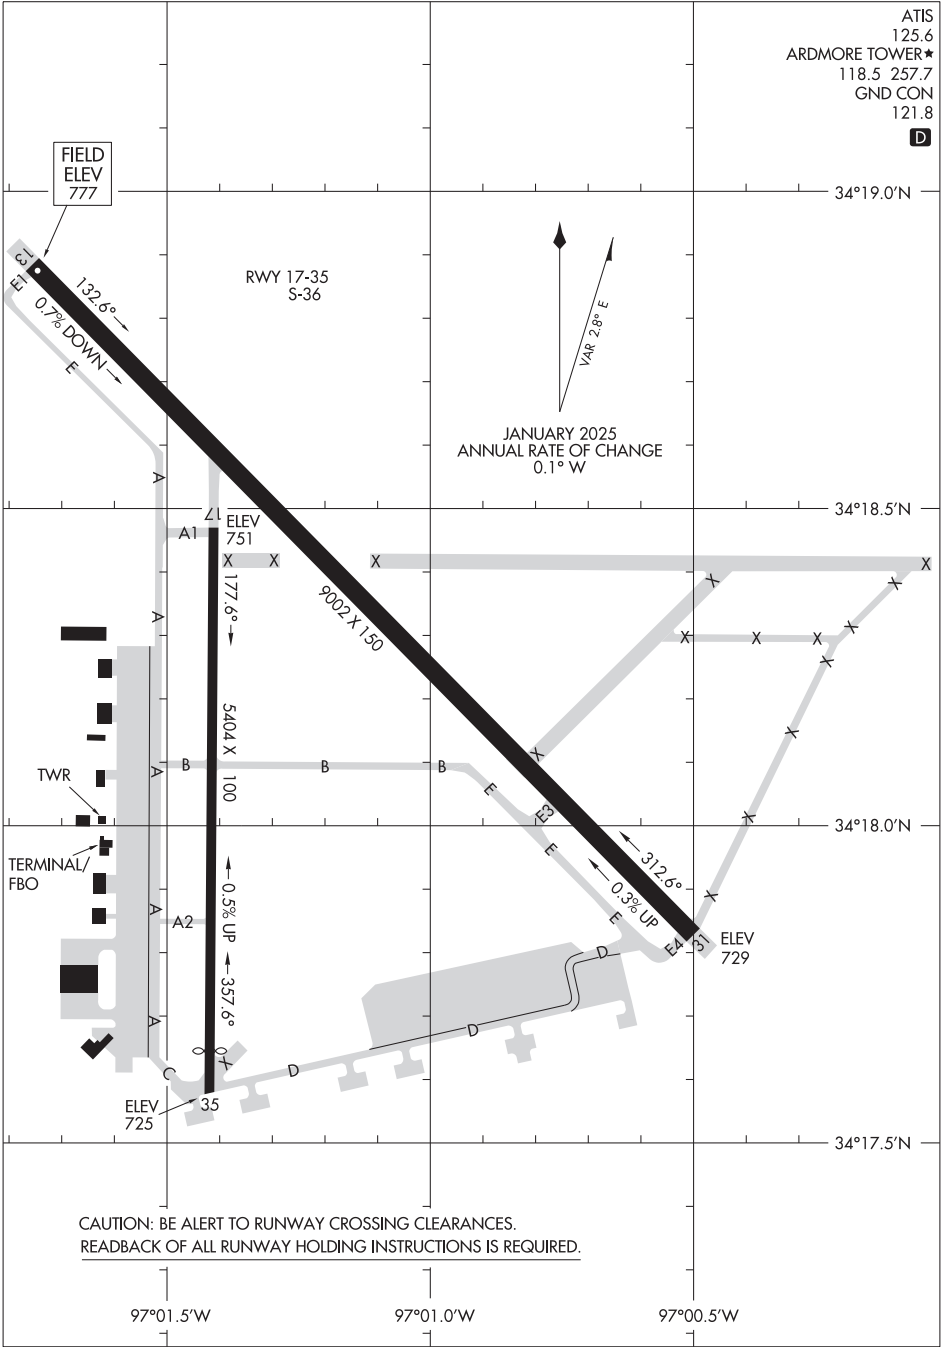 ATIS
125.6
ARDMORE TOWER★
118.5 257.7
GND CON
121.8
D
FIELD
ELEV
777
34°19.0'N
13
E1
132.6°
0.7% DOWN
E
RWY 17-35
S-36
VAR 2.8° E
JANUARY 2025
ANNUAL RATE OF CHANGE
0.1° W
A
34°18.5'N
17
ELEV
751
A1
X
X
X
X
177.6°
9002 X 150
X
X
A
X
X
X
X
X
X
5404 X 100
X
B
B
B
A
X
E
E3
X
TWR
34°18.0'N
TERMINAL/
FBO
E
312.6°
0.3% UP
X
A
A2
0.5% UP
E
E4
31
ELEV
729
D
357.6°
A
D
X
C
D
35
ELEV
725
34°17.5'N
CAUTION: BE ALERT TO RUNWAY CROSSING CLEARANCES.
READBACK OF ALL RUNWAY HOLDING INSTRUCTIONS IS REQUIRED.
97°01.5'W
97°01.0'W
97°00.5'W